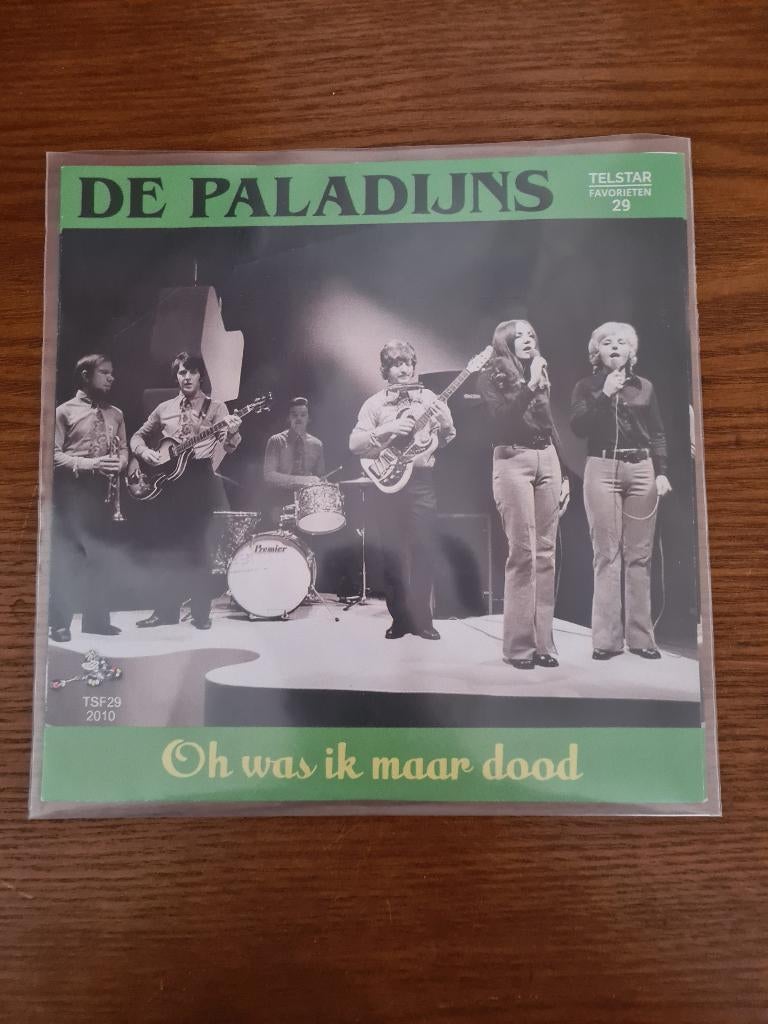 DE PALADIJNS
TELSTAR
FAVORIETEN
29
Premier
TSF29
2010
Oh was ik maar dood